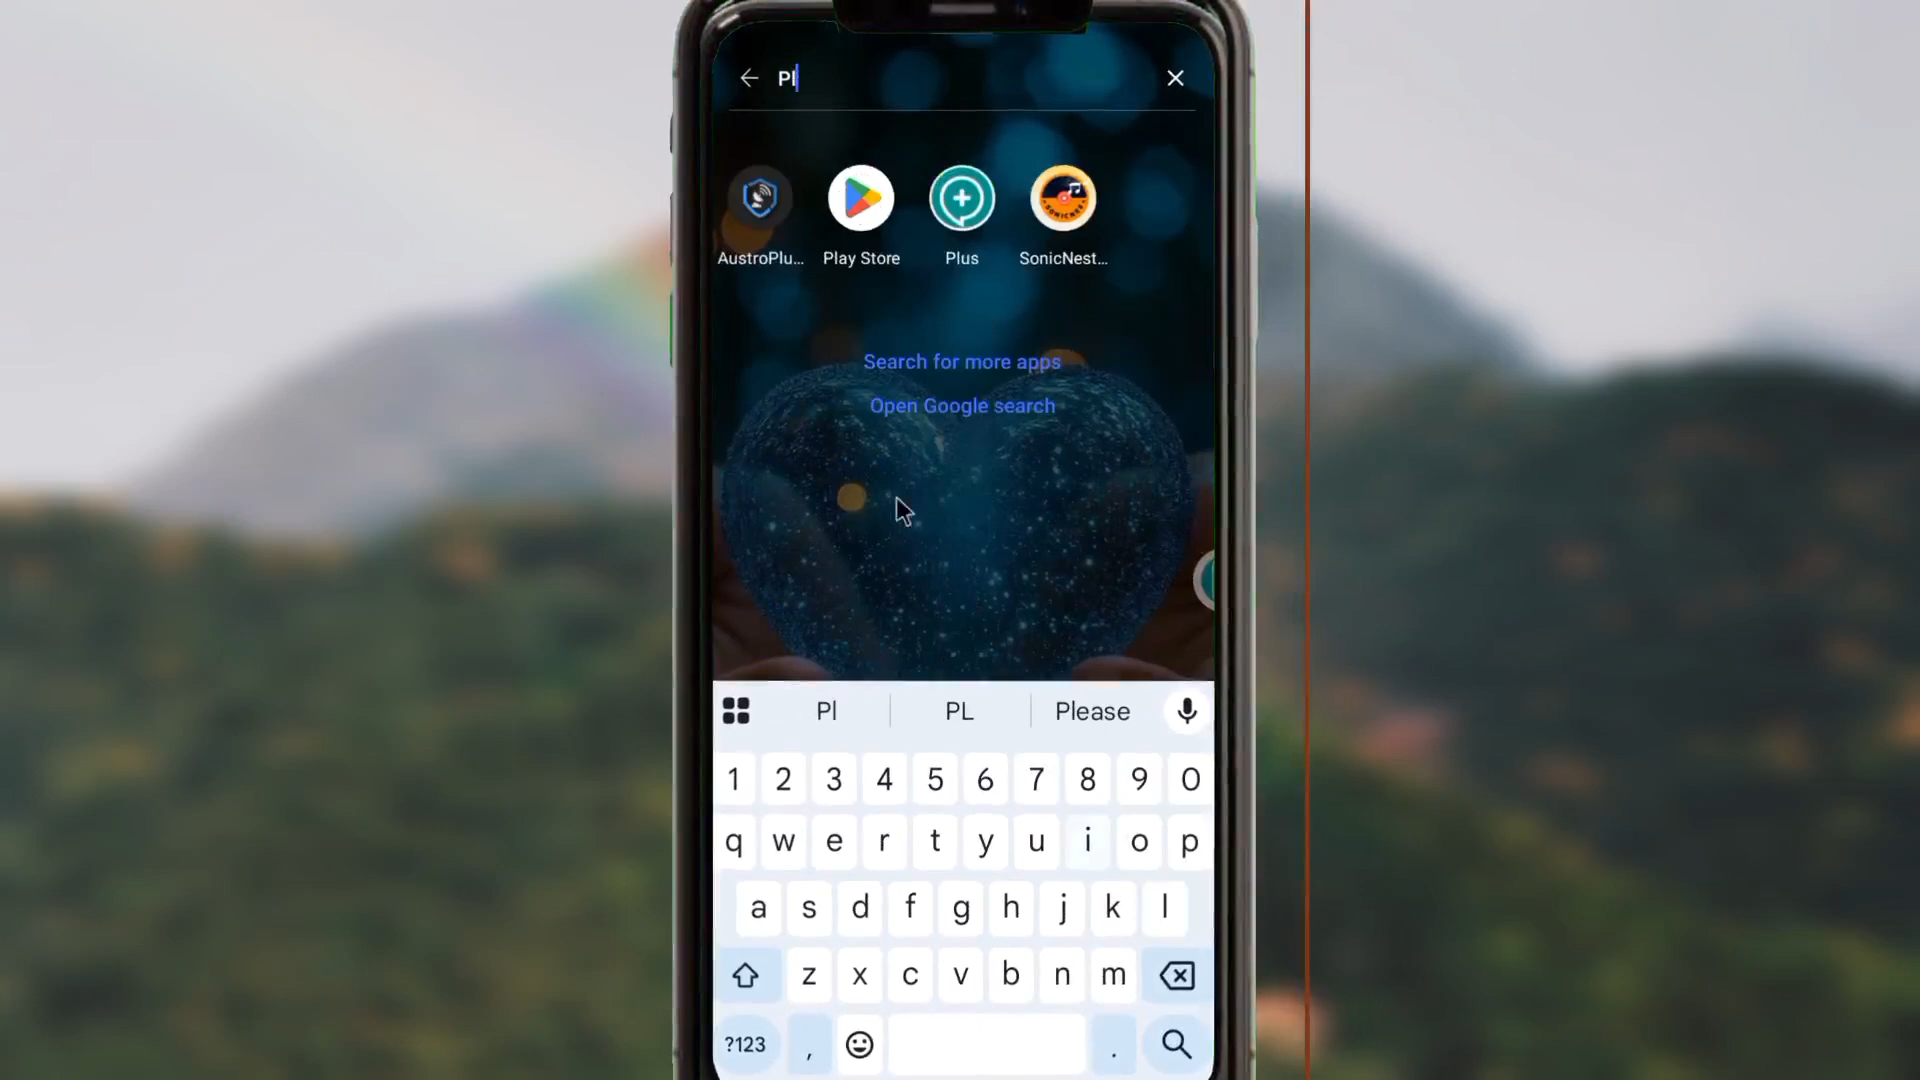 Pl
AustroPlu...
Play Store
Plus
SonicNest...
Search for more apps
Open Google search
Pl PL Please
1 2 3 4 5 6 7 8 9 0
q w e r t y u i o p
a s d f g h j k l
z x c v b n m
?123 , .